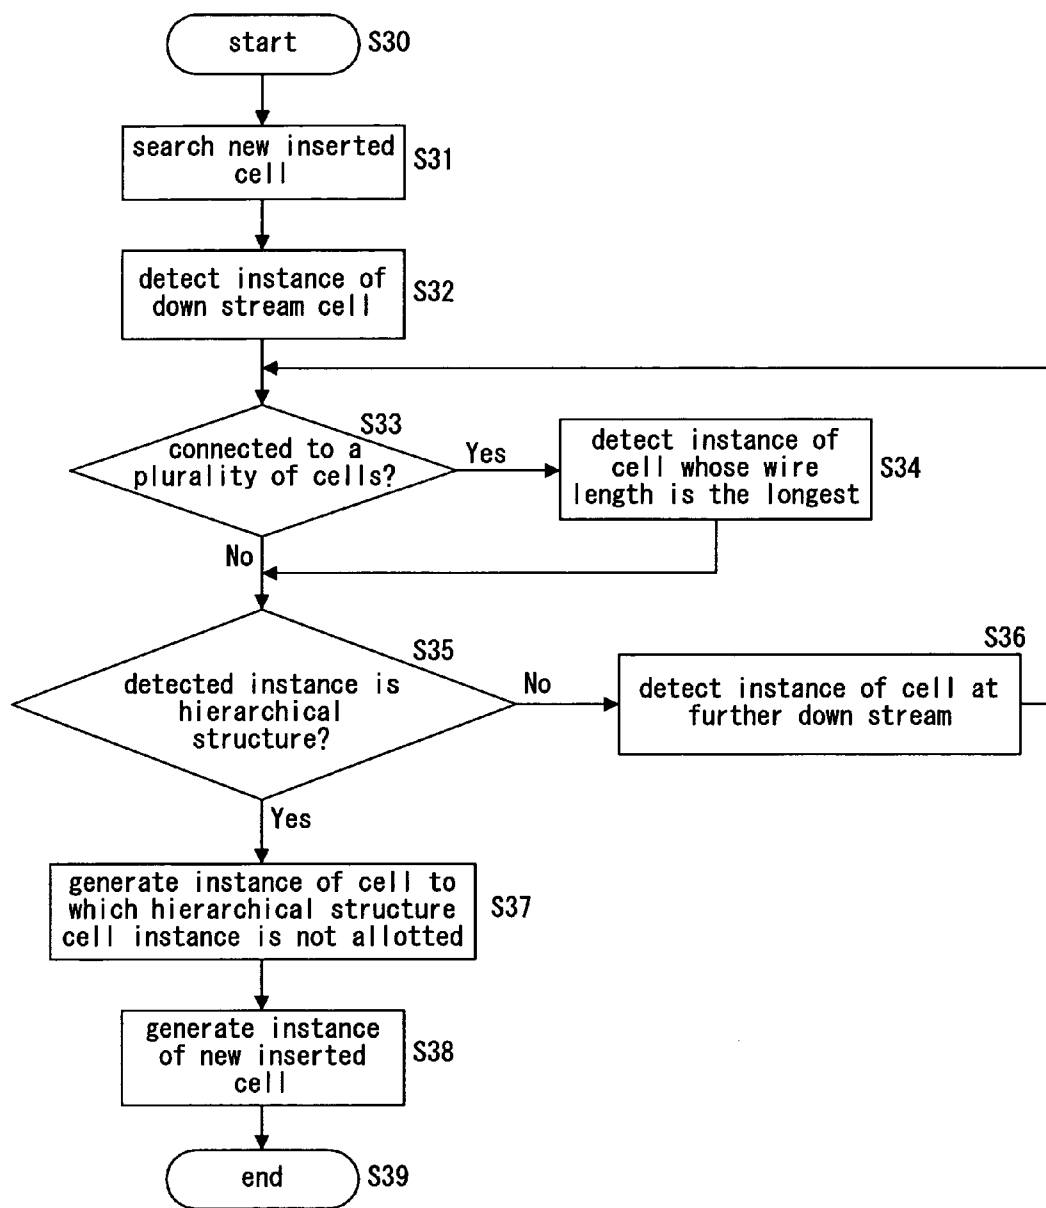 start
S30
search new inserted
cell
S31
detect instance of
down stream cell
S32
S33
connected to a
plurality of cells?
Yes
detect instance of
cell whose wire
length is the longest
S34
No
S35
detected instance is
hierarchical
structure?
No
S36
detect instance of cell at
further down stream
Yes
generate instance of cell to
which hierarchical structure
cell instance is not allotted
S37
generate instance
of new inserted
cell
S38
end
S39